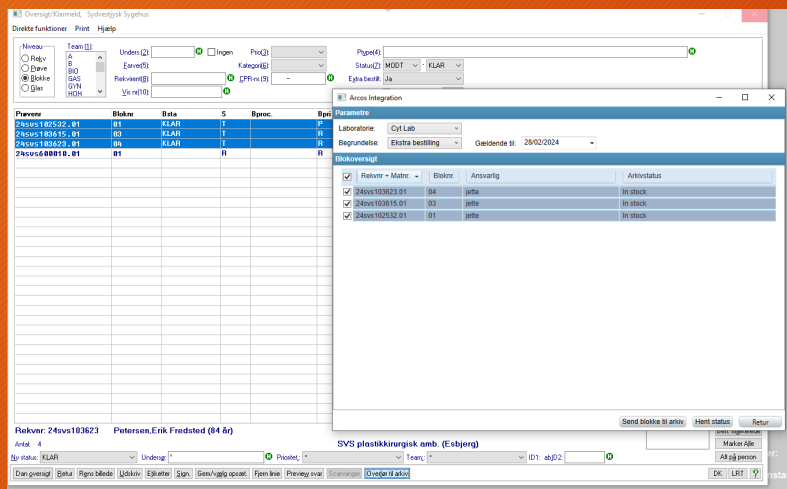 Oversigt/Klarmeld, Sydvestjysk Sygehus
Direkte funktioner Print Hjælp
Niveau
Rekv
Prøve
Blokke
Glas
Team (1):
A
B
BIO
GAS
GYN
HOH
Unders.(2): Ingen Prio(3): Ptype(4):
Farver(5): Kategori(6): Status(7): MODT - KLAR
Rekvirent(8): CPR-nr.(9): - Ekstra bestilt: Ja
Vis nr(10):
Prøvenr Bloknr Bsta S Bproc. Bpri
24svs102532.01 01 KLAR T P
24svs103615.01 03 KLAR T R
24svs103623.01 04 KLAR T R
24svs600010.01 01 R R
Arcos Integration
Parametre
Laboratorie: Cyt Lab
Begrundelse: Ekstra bestilling Gældende til: 28/02/2024
Blokoversigt
Rekvnr + Matnr. Bloknr. Ansvarlig Arkivstatus
24svs103623.01 04 jette In stock
24svs103615.01 03 jette In stock
24svs102532.01 01 jette In stock
Send blokke til arkiv Hent status Retur
Rekvnr: 24svs103623 Petersen,Erik Fredsted (84 år)
Antal: 4
SVS plastikkirurgisk amb. (Esbjerg)
Marker Alle
Ny status: KLAR Undersøg: * Prioritet: * Team: * ID1: ab|D2: Alt på person
Dan oversigt Retur Rens billede Udskriv Etiketter Sign. Gem/vælg opsæt. Fjern linie Preview svar Scanninger Overfør til arkiv DK LRT ?